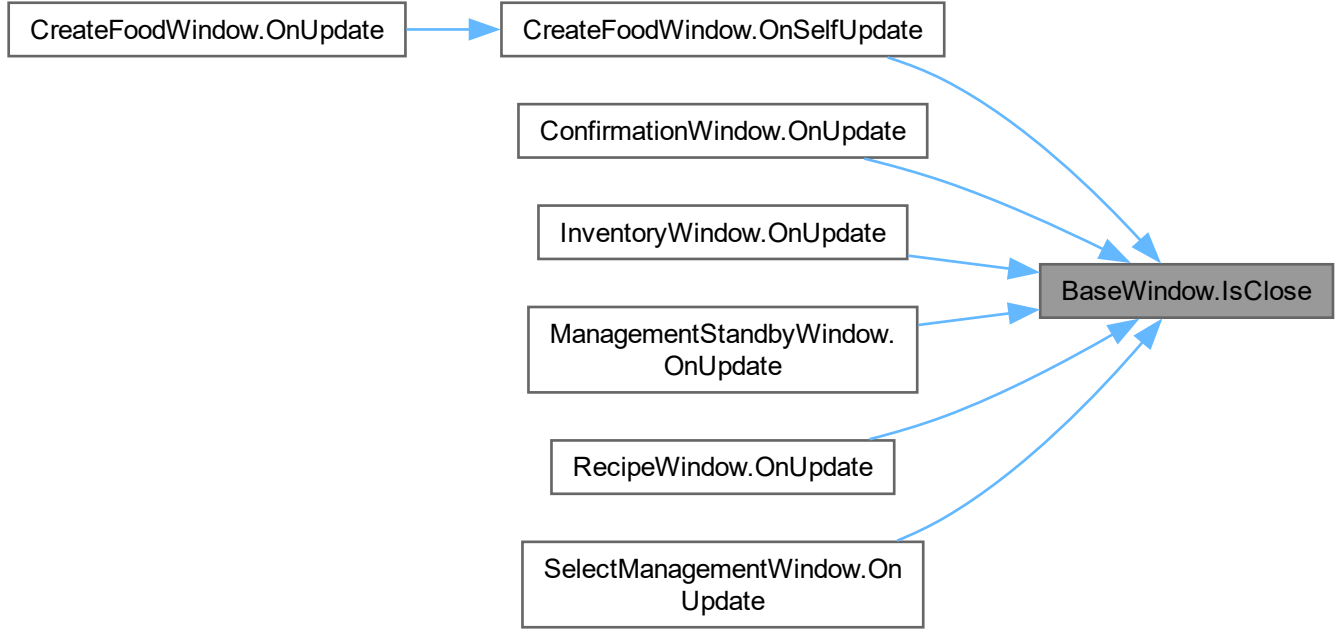 CreateFoodWindow.OnUpdate
CreateFoodWindow.OnSelfUpdate
ConfirmationWindow.OnUpdate
InventoryWindow.OnUpdate
BaseWindow.IsClose
ManagementStandbyWindow.
OnUpdate
RecipeWindow.OnUpdate
SelectManagementWindow.On
Update